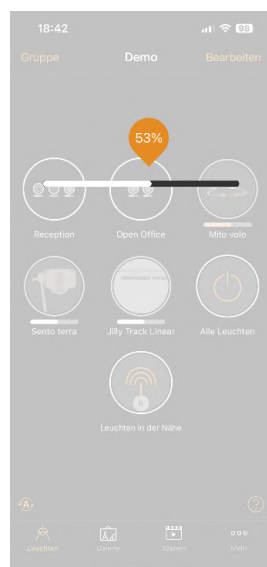 18:42 98
Gruppe Demo Bearbeiten
53%
Reception Open Office Mito volo
Sento terra Jilly Track Linear Alle Leuchten
Leuchten in der Nähe
A ?
Leuchten Galerie Szenen Mehr